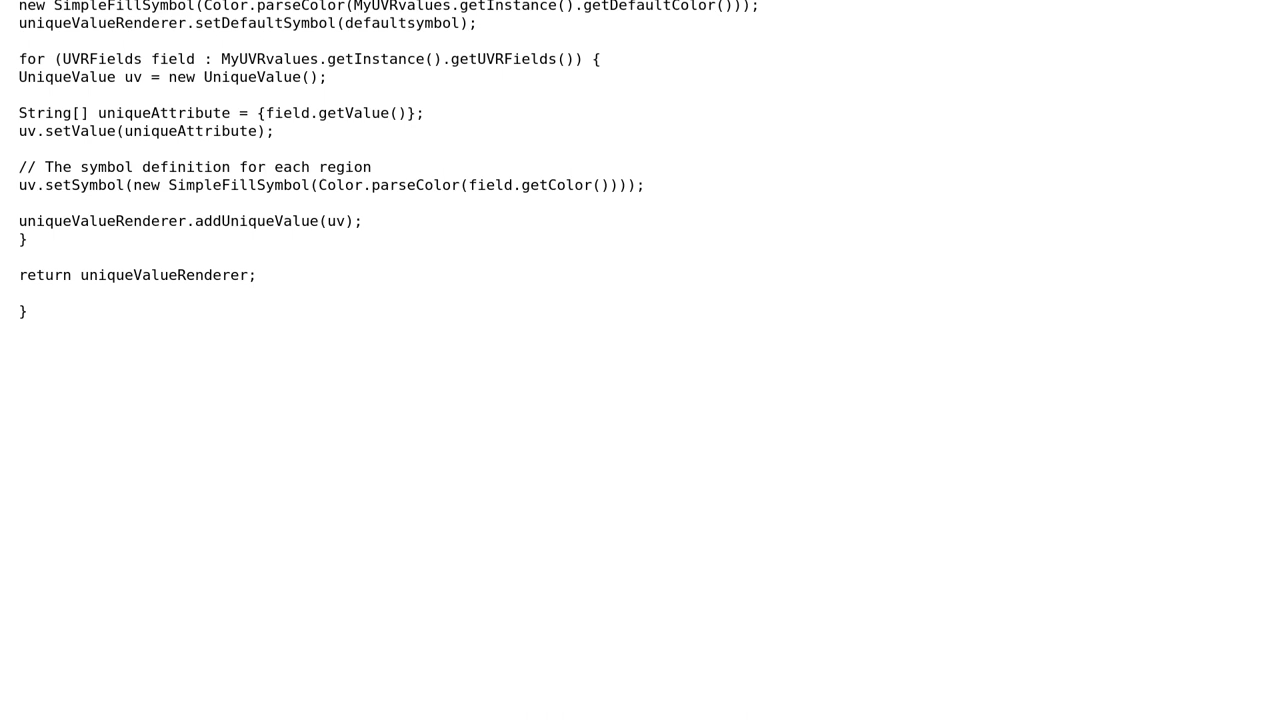 new SimpleFillSymbol(Color.parseColor(MyUVRvalues.getInstance().getDefaultColor()));
uniqueValueRenderer.setDefaultSymbol(defaultsymbol);
for (UVRFields field : MyUVRvalues.getInstance().getUVRFields()) {
UniqueValue uv = new UniqueValue();
String[] uniqueAttribute = {field.getValue()};
uv.setValue(uniqueAttribute);
// The symbol definition for each region
uv.setSymbol(new SimpleFillSymbol(Color.parseColor(field.getColor())));
uniqueValueRenderer.addUniqueValue(uv);
}
return uniqueValueRenderer;
}